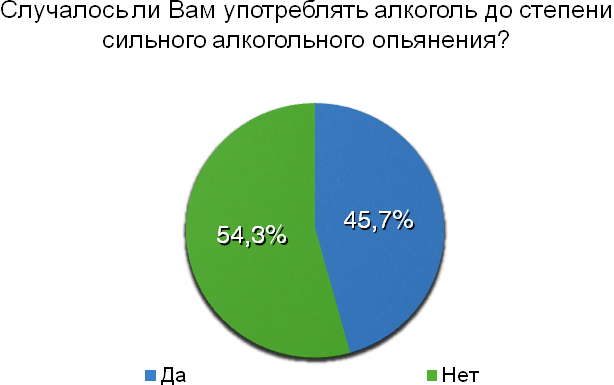 Случалось ли Вам употреблять алкоголь до степени
сильного алкогольного опьянения?
45,7%
54,3%
Да
Нет